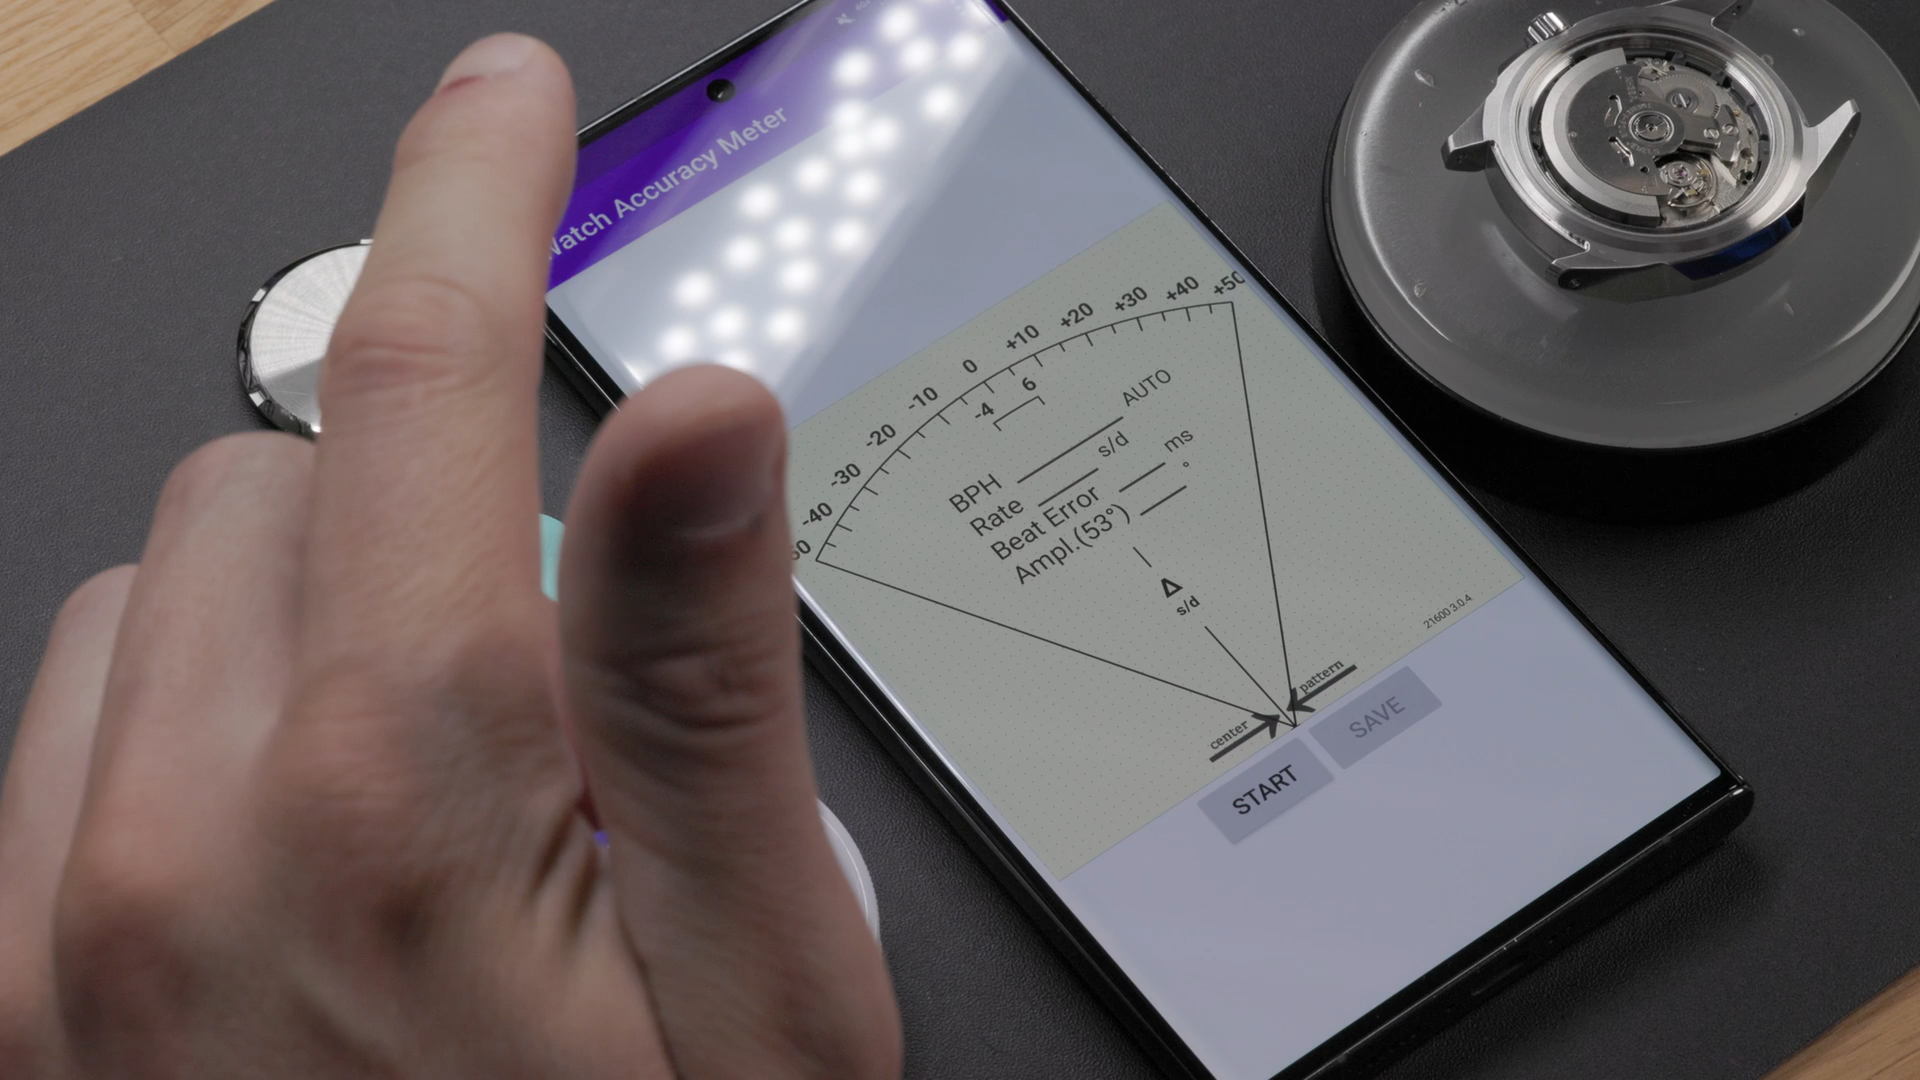 Watch Accuracy Meter
-40 -30 -20 -10 0 +10 +20 +30 +40 +50
-4 6
BPH AUTO
Rate s/d
Beat Error ms
Ampl.(53°) °
Δ
s/d
21600 3.0.4
center pattern
START SAVE